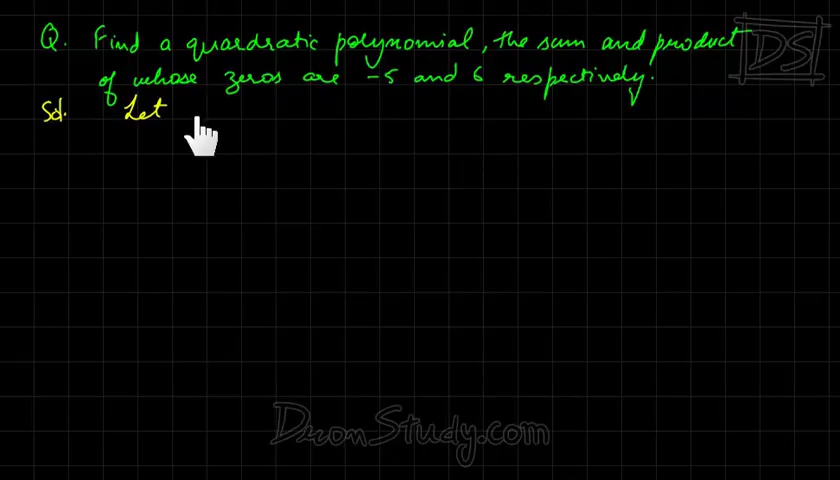 Q. Find a quardratic polynomial, the sum and product
of whose zeros are -5 and 6 respectively.
Sol. Let
DS
DronStudy.com